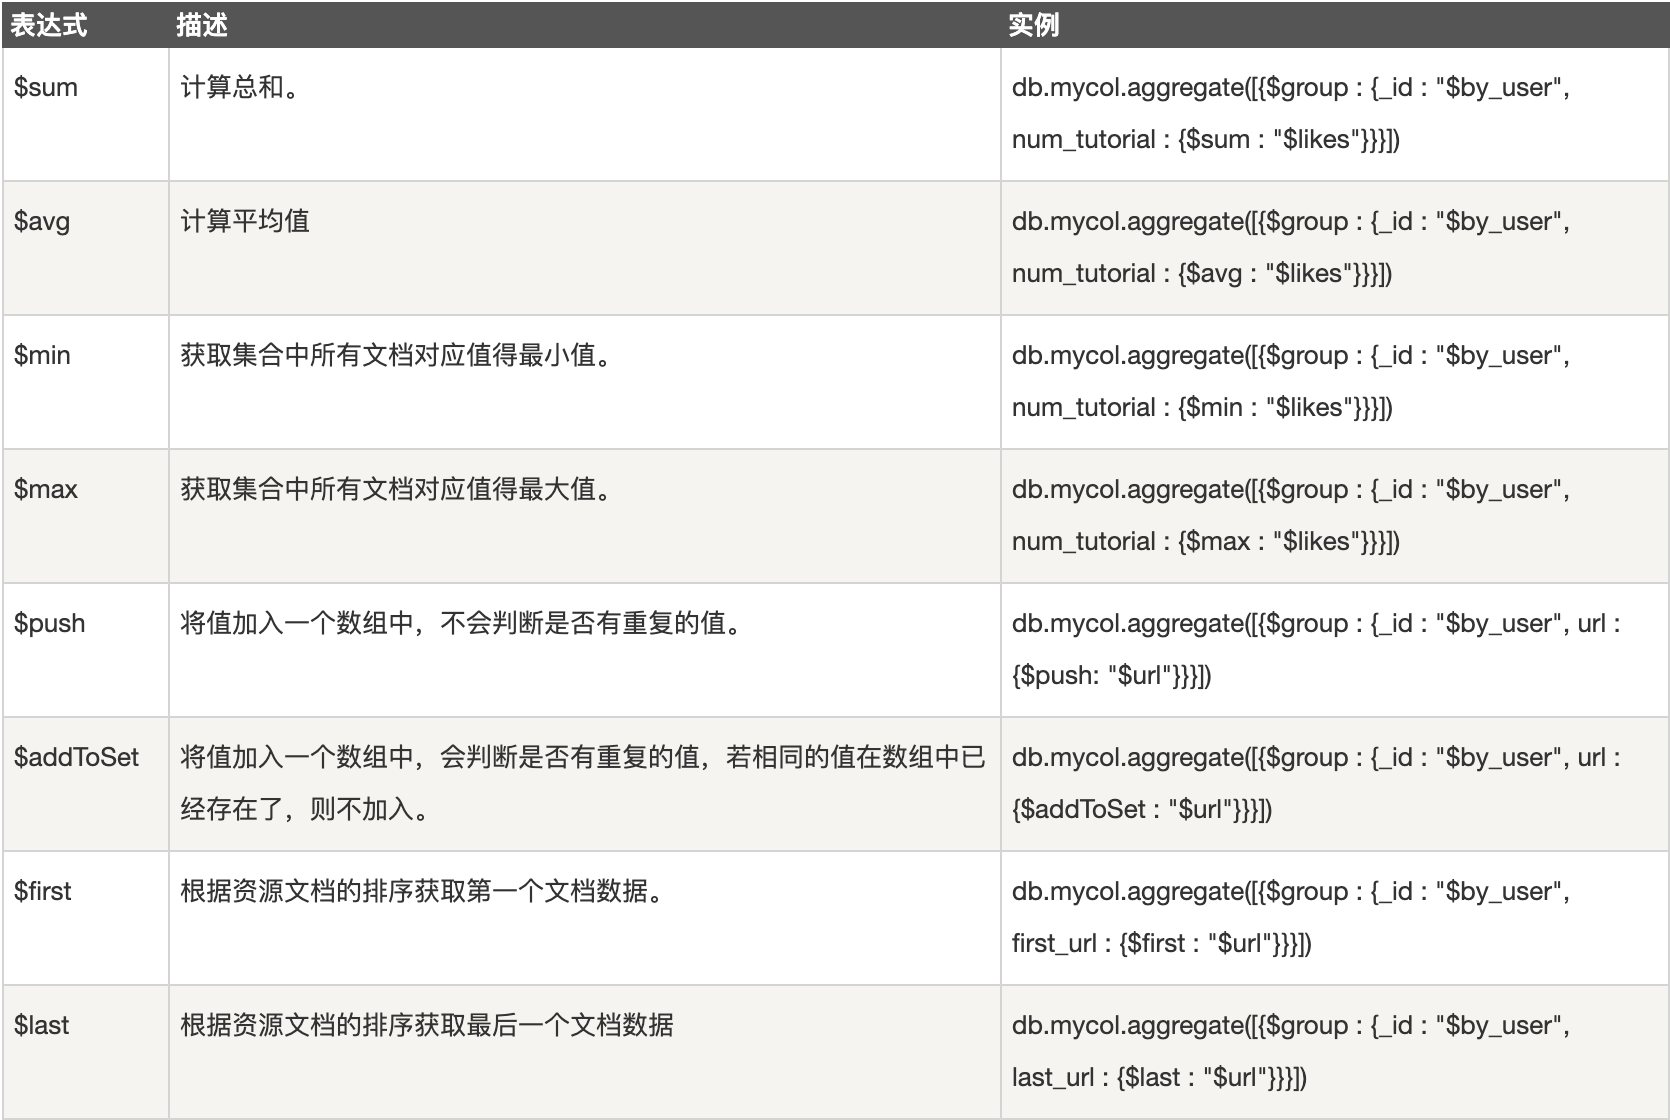 表达式 描述 实例
$sum 计算总和。 db.mycol.aggregate([{$group : {_id : "$by_user",
num_tutorial : {$sum : "$likes"}}}])
$avg 计算平均值 db.mycol.aggregate([{$group : {_id : "$by_user",
num_tutorial : {$avg : "$likes"}}}])
$min 获取集合中所有文档对应值得最小值。 db.mycol.aggregate([{$group : {_id : "$by_user",
num_tutorial : {$min : "$likes"}}}])
$max 获取集合中所有文档对应值得最大值。 db.mycol.aggregate([{$group : {_id : "$by_user",
num_tutorial : {$max : "$likes"}}}])
$push 将值加入一个数组中，不会判断是否有重复的值。 db.mycol.aggregate([{$group : {_id : "$by_user", url :
{$push: "$url"}}}])
$addToSet 将值加入一个数组中，会判断是否有重复的值，若相同的值在数组中已 db.mycol.aggregate([{$group : {_id : "$by_user", url :
经存在了，则不加入。 {$addToSet : "$url"}}}])
$first 根据资源文档的排序获取第一个文档数据。 db.mycol.aggregate([{$group : {_id : "$by_user",
first_url : {$first : "$url"}}}])
$last 根据资源文档的排序获取最后一个文档数据 db.mycol.aggregate([{$group : {_id : "$by_user",
last_url : {$last : "$url"}}}])